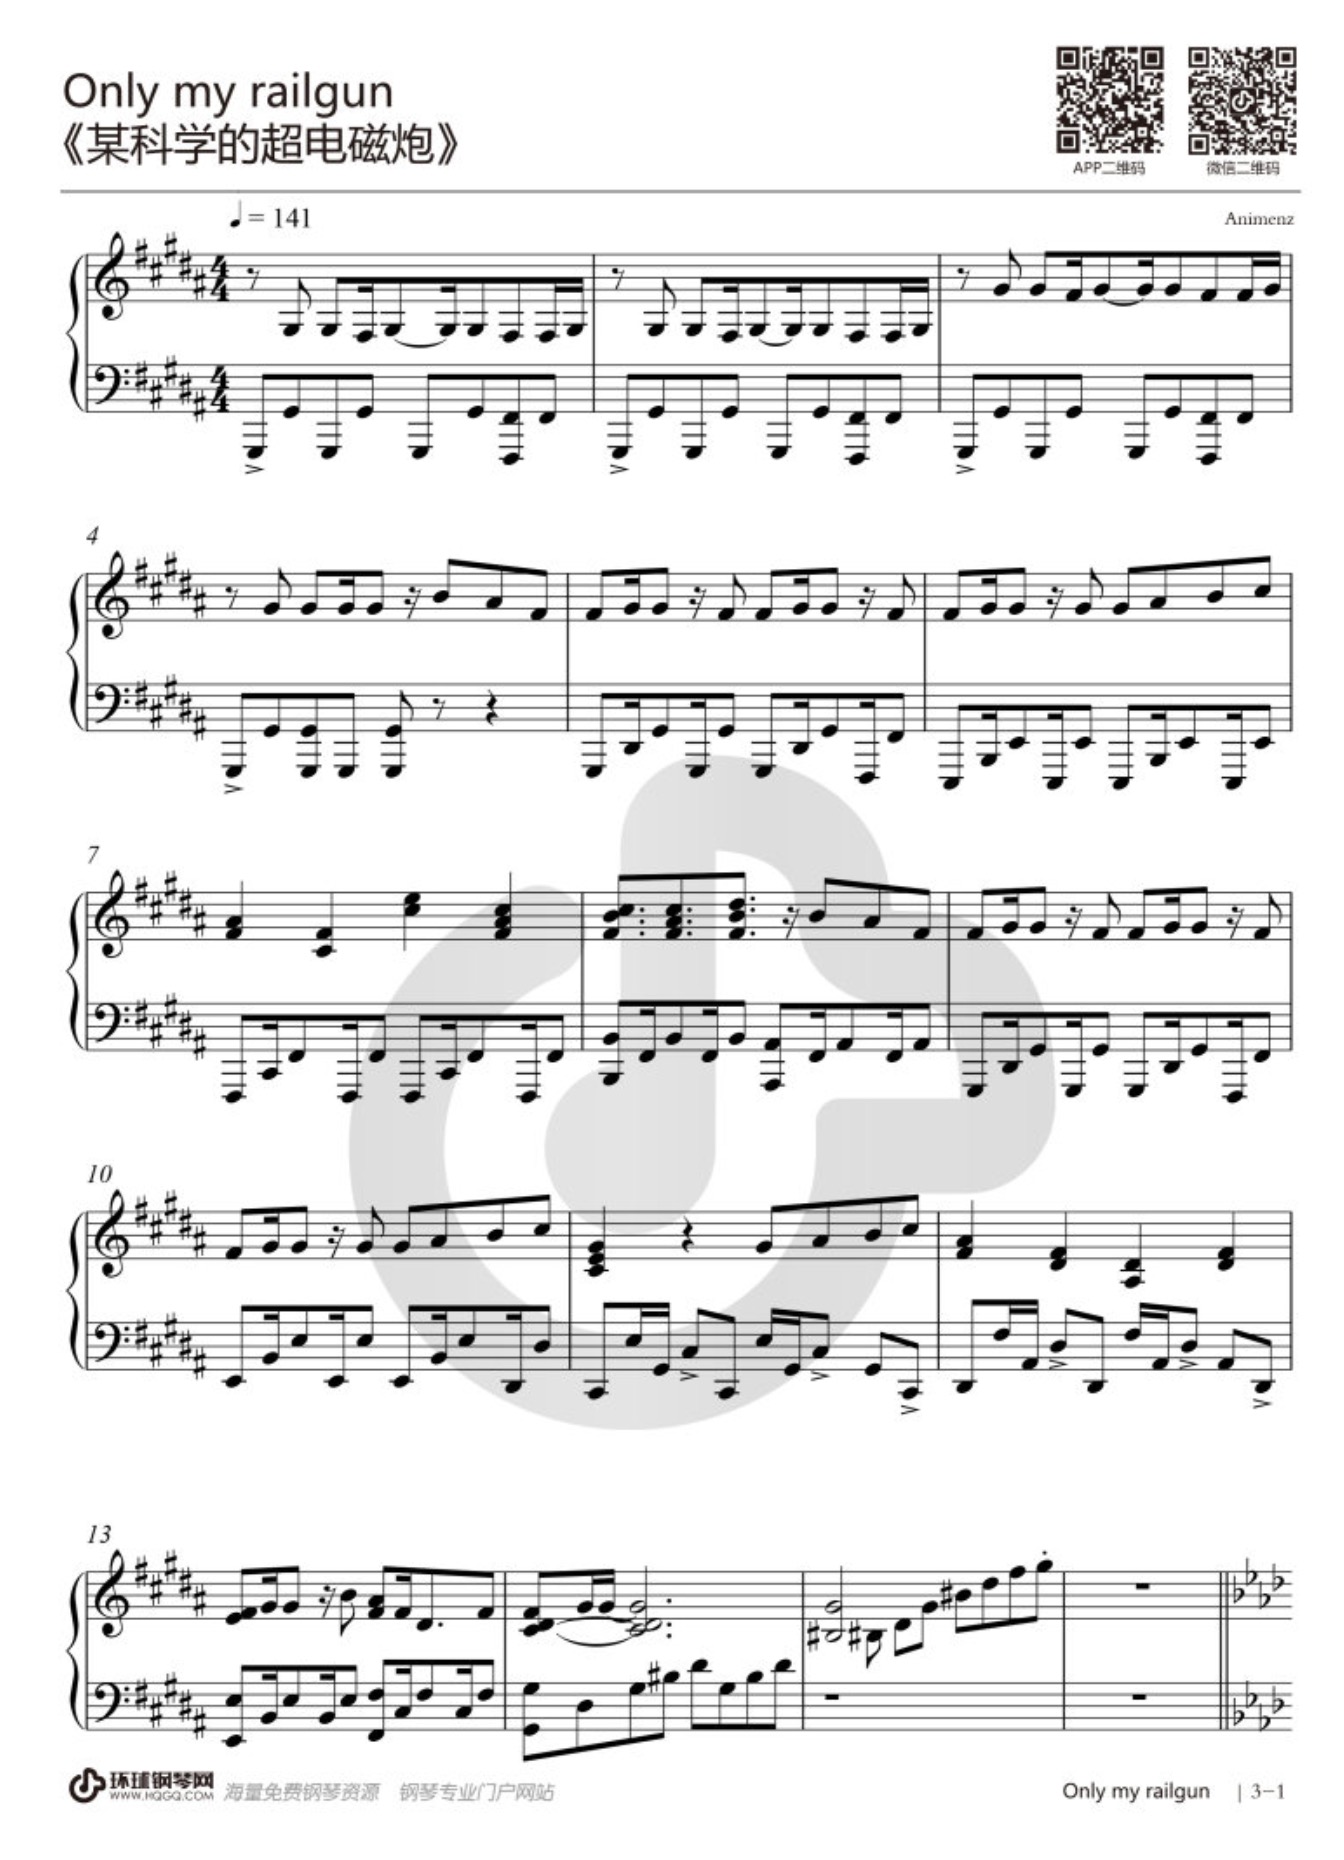 Only my railgun
《某科学的超电磁炮》
APP二维码
微信二维码
= 141
Animenz
4
7
10
13
环球钢琴网
WWW.HQGQ.COM
海量免费钢琴资源 钢琴专业门户网站
Only my railgun | 3-1